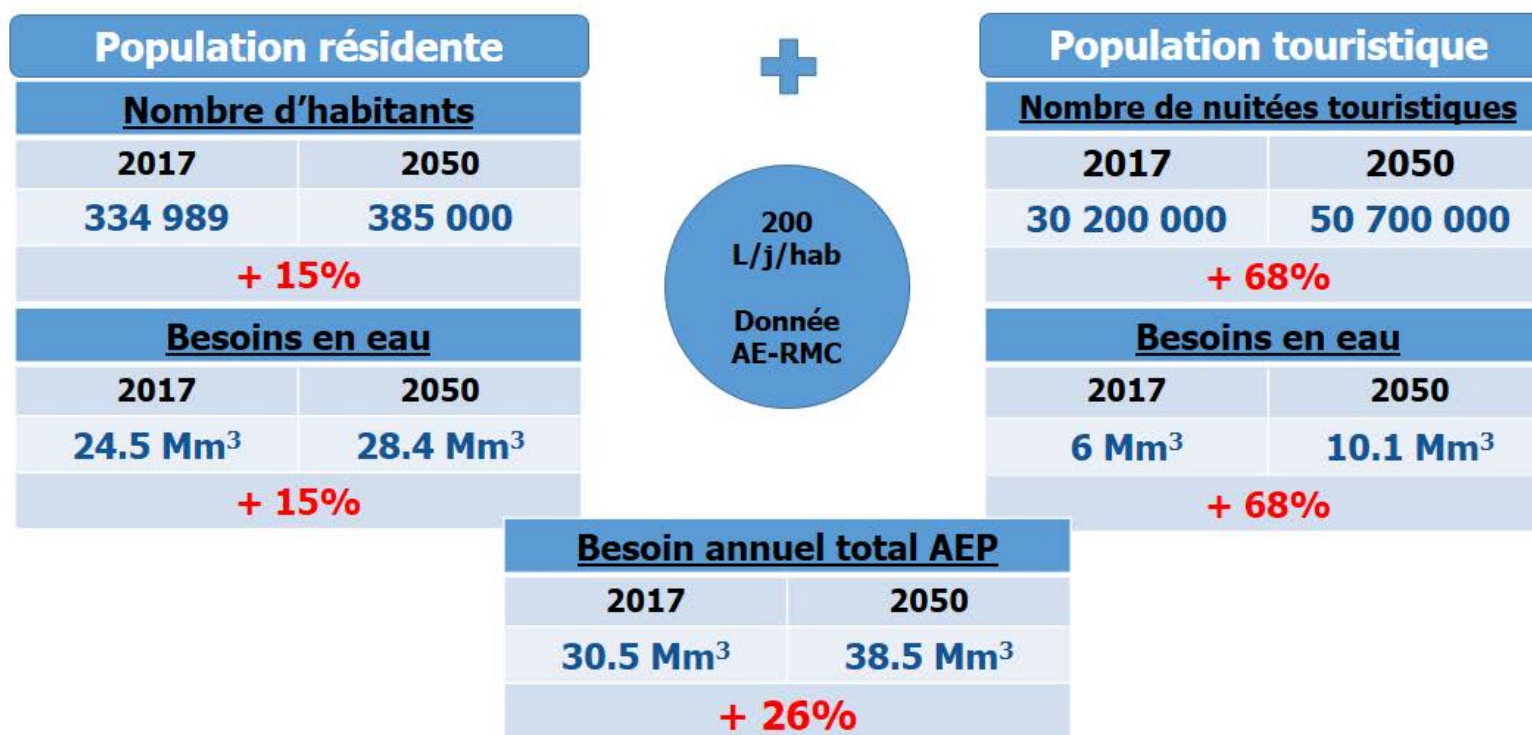 Population résidente
Nombre d'habitants
2017 2050
334 989 385 000
+ 15%
Besoins en eau
2017 2050
24.5 Mm³ 28.4 Mm³
+ 15%
200
L/j/hab
Donnée
AE-RMC
Population touristique
Nombre de nuitées touristiques
2017 2050
30 200 000 50 700 000
+ 68%
Besoins en eau
2017 2050
6 Mm³ 10.1 Mm³
+ 68%
Besoin annuel total AEP
2017 2050
30.5 Mm³ 38.5 Mm³
+ 26%